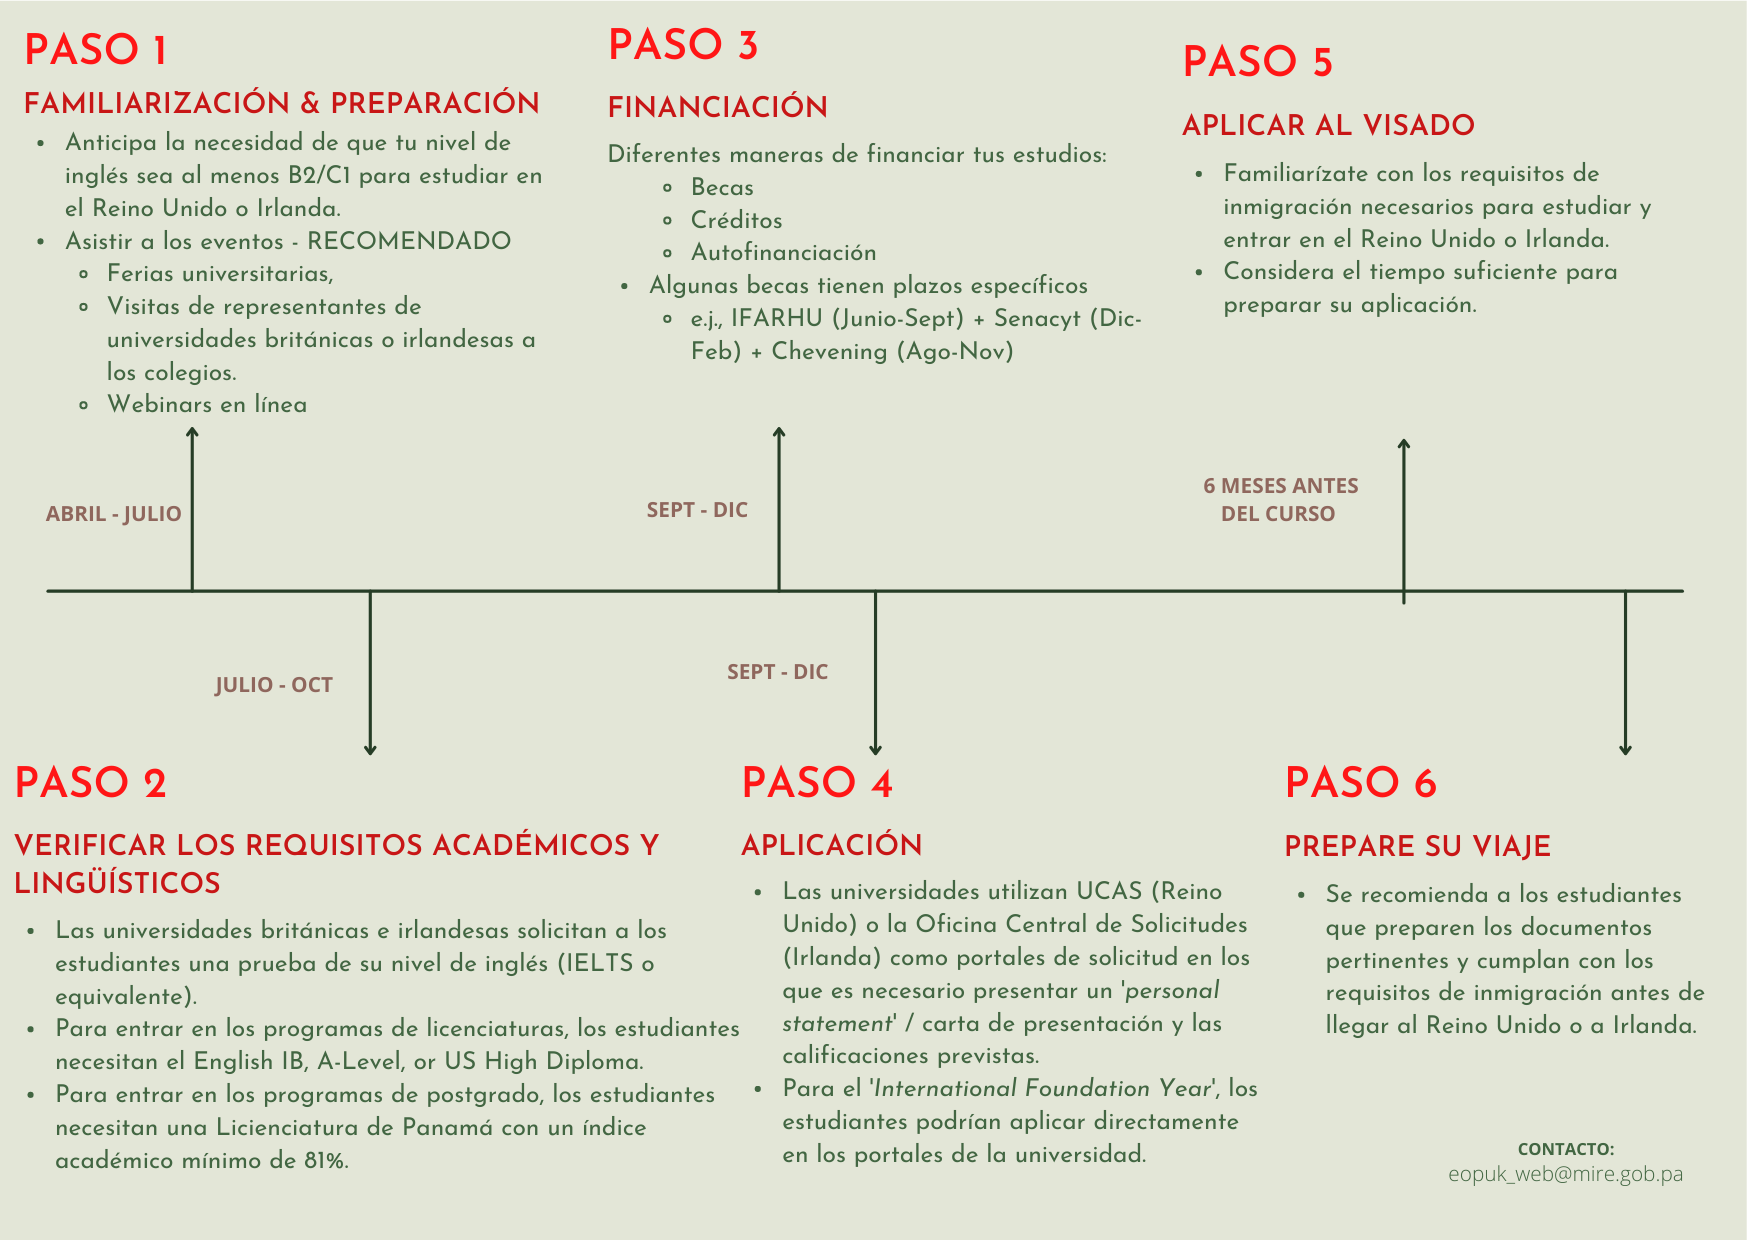 PASO 1
FAMILIARIZACIÓN & PREPARACIÓN
• Anticipa la necesidad de que tu nivel de
inglés sea al menos B2/C1 para estudiar en
el Reino Unido o Irlanda.
• Asistir a los eventos - RECOMENDADO
◦ Ferias universitarias,
◦ Visitas de representantes de
universidades británicas o irlandesas a
los colegios.
◦ Webinars en línea
ABRIL - JULIO
PASO 2
VERIFICAR LOS REQUISITOS ACADÉMICOS Y
LINGÜÍSTICOS
• Las universidades británicas e irlandesas solicitan a los
estudiantes una prueba de su nivel de inglés (IELTS o
equivalente).
• Para entrar en los programas de licenciaturas, los estudiantes
necesitan el English IB, A-Level, or US High Diploma.
• Para entrar en los programas de postgrado, los estudiantes
necesitan una Licienciatura de Panamá con un índice
académico mínimo de 81%.
JULIO - OCT
PASO 3
FINANCIACIÓN
Diferentes maneras de financiar tus estudios:
◦ Becas
◦ Créditos
◦ Autofinanciación
• Algunas becas tienen plazos específicos
◦ e.j., IFARHU (Junio-Sept) + Senacyt (Dic-
Feb) + Chevening (Ago-Nov)
SEPT - DIC
PASO 4
APLICACIÓN
• Las universidades utilizan UCAS (Reino
Unido) o la Oficina Central de Solicitudes
(Irlanda) como portales de solicitud en los
que es necesario presentar un 'personal
statement' / carta de presentación y las
calificaciones previstas.
• Para el 'International Foundation Year', los
estudiantes podrían aplicar directamente
en los portales de la universidad.
SEPT - DIC
PASO 5
APLICAR AL VISADO
• Familiarízate con los requisitos de
inmigración necesarios para estudiar y
entrar en el Reino Unido o Irlanda.
• Considera el tiempo suficiente para
preparar su aplicación.
6 MESES ANTES
DEL CURSO
PASO 6
PREPARE SU VIAJE
• Se recomienda a los estudiantes
que preparen los documentos
pertinentes y cumplan con los
requisitos de inmigración antes de
llegar al Reino Unido o a Irlanda.
CONTACTO:
eopuk_web@mire.gob.pa